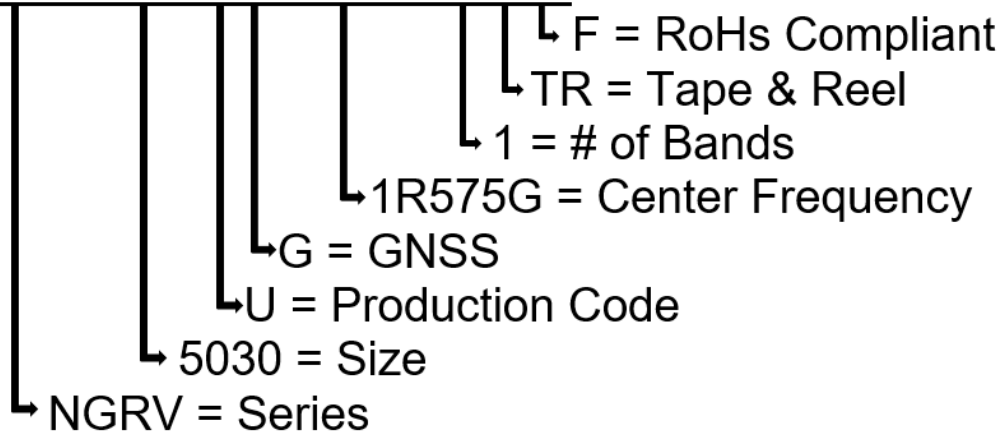 F = RoHs Compliant
TR = Tape & Reel
1 = # of Bands
1R575G = Center Frequency
G = GNSS
U = Production Code
5030 = Size
NGRV = Series